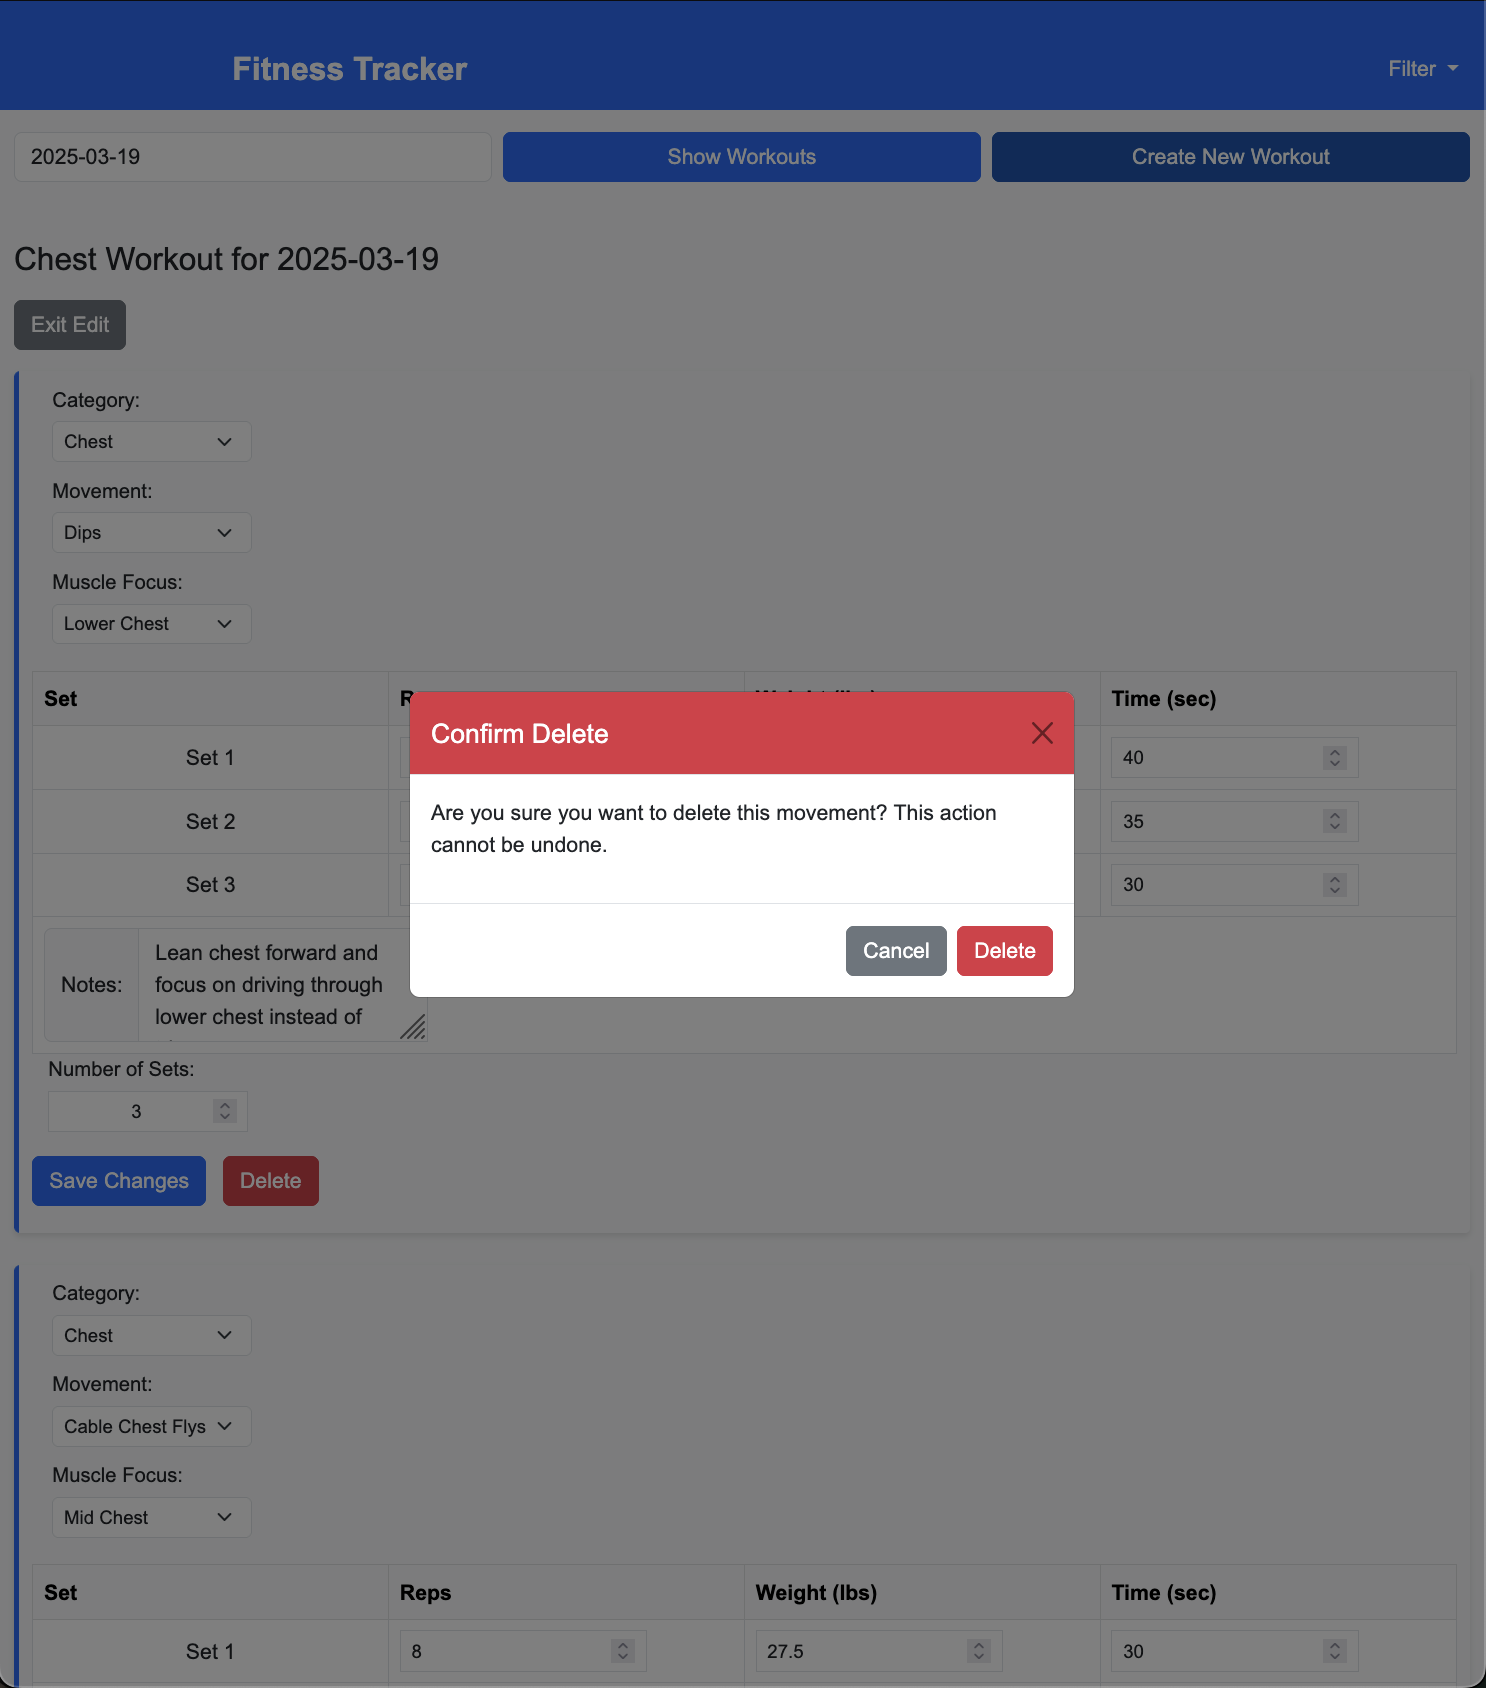 Fitness Tracker
Filter
2025-03-19
Show Workouts
Create New Workout
Chest Workout for 2025-03-19
Exit Edit
Category:
Chest
Movement:
Dips
Muscle Focus:
Lower Chest
Set
Time (sec)
Confirm Delete
Set 1
40
Are you sure you want to delete this movement? This action
cannot be undone.
Set 2
35
Set 3
30
Cancel
Delete
Notes:
Lean chest forward and
focus on driving through
lower chest instead of
Number of Sets:
3
Save Changes
Delete
Category:
Chest
Movement:
Cable Chest Flys
Muscle Focus:
Mid Chest
Set
Reps
Weight (lbs)
Time (sec)
Set 1
8
27.5
30